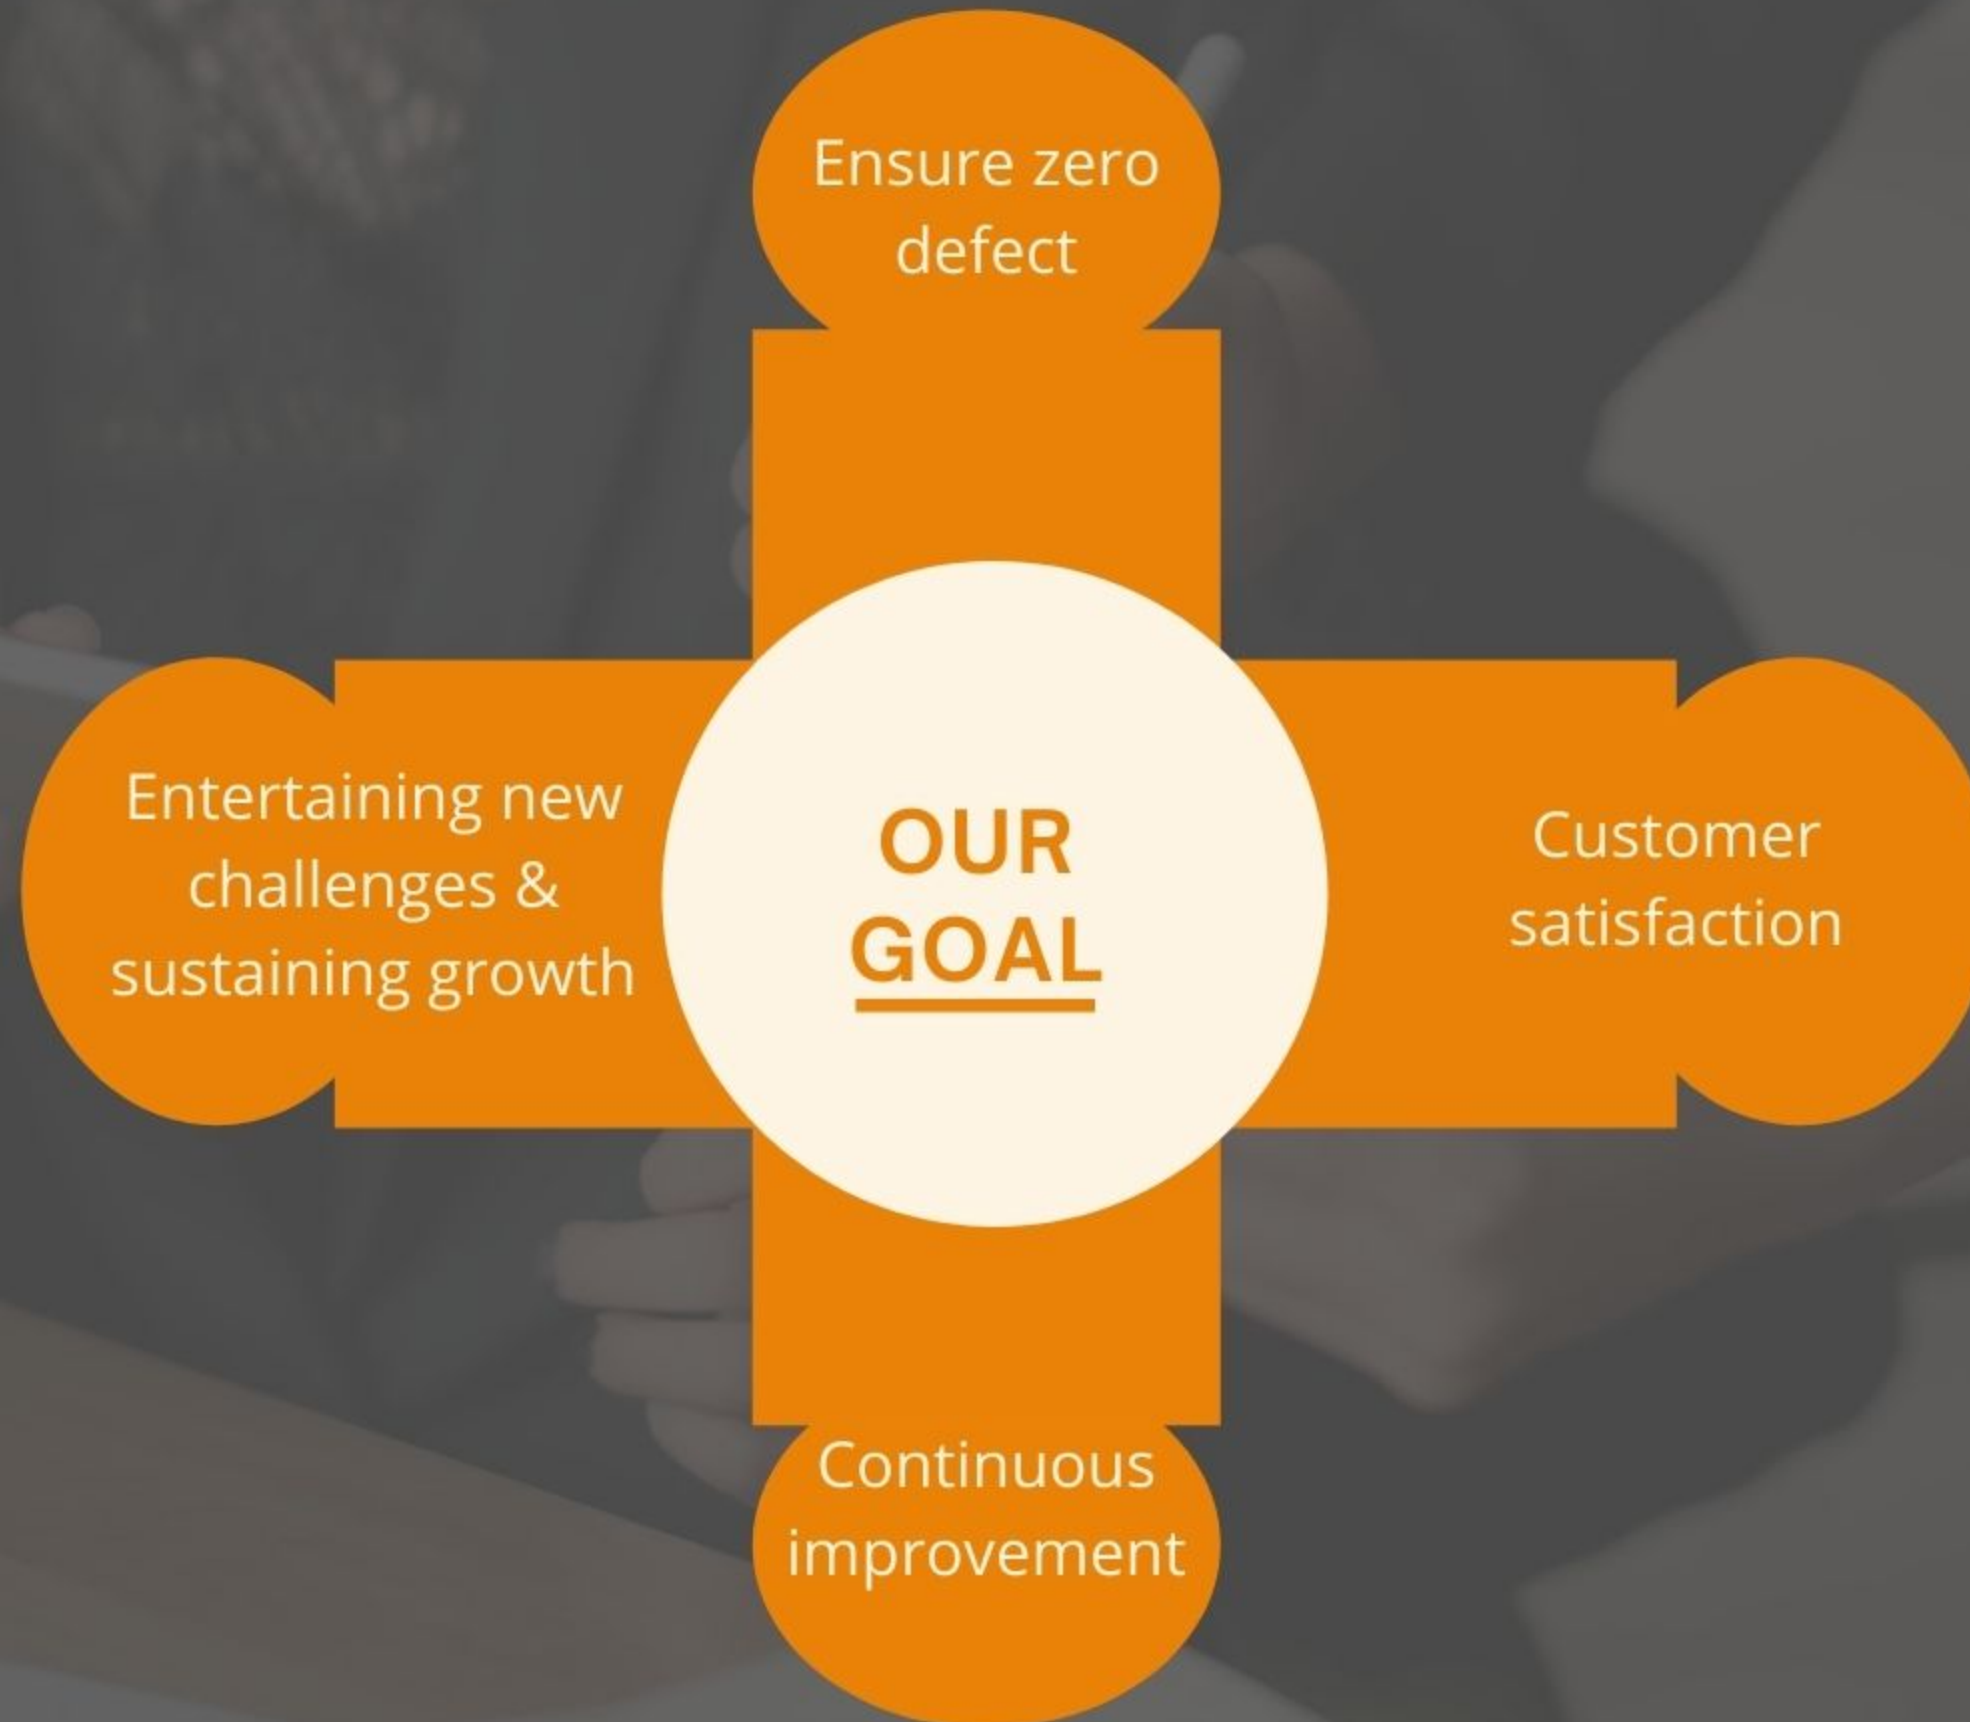 Ensure zero
defect
Entertaining new
challenges &
sustaining growth
OUR
GOAL
Customer
satisfaction
Continuous
improvement